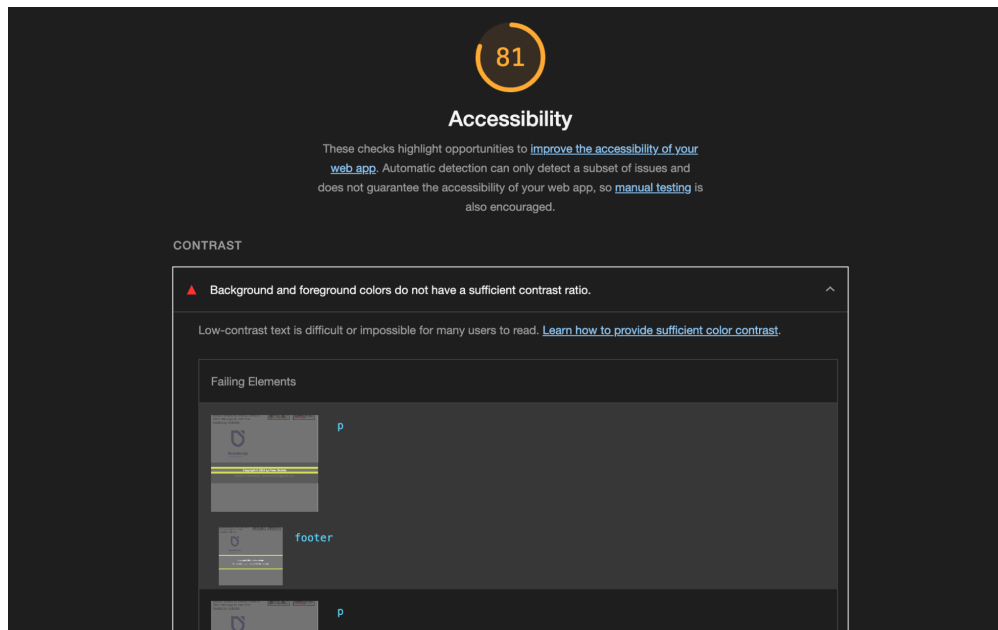 81
Accessibility
These checks highlight opportunities to improve the accessibility of your
web app. Automatic detection can only detect a subset of issues and
does not guarantee the accessibility of your web app, so manual testing is
also encouraged.
CONTRAST
Background and foreground colors do not have a sufficient contrast ratio.
Low-contrast text is difficult or impossible for many users to read. Learn how to provide sufficient color contrast.
Failing Elements
p
footer
p